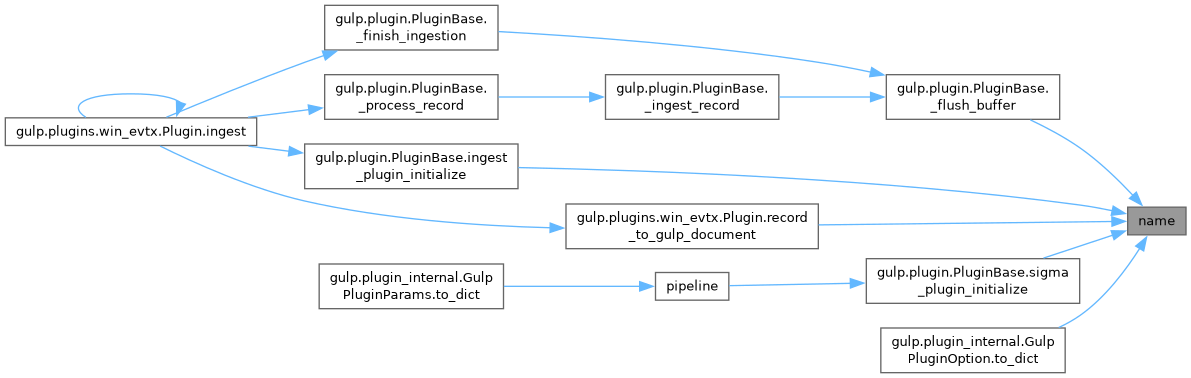 gulp.plugin.PluginBase.
_finish_ingestion
gulp.plugin.PluginBase.
_process_record
gulp.plugin.PluginBase.
_ingest_record
gulp.plugin.PluginBase.
_flush_buffer
gulp.plugins.win_evtx.Plugin.ingest
gulp.plugin.PluginBase.ingest
_plugin_initialize
gulp.plugins.win_evtx.Plugin.record
_to_gulp_document
name
gulp.plugin_internal.Gulp
PluginParams.to_dict
pipeline
gulp.plugin.PluginBase.sigma
_plugin_initialize
gulp.plugin_internal.Gulp
PluginOption.to_dict